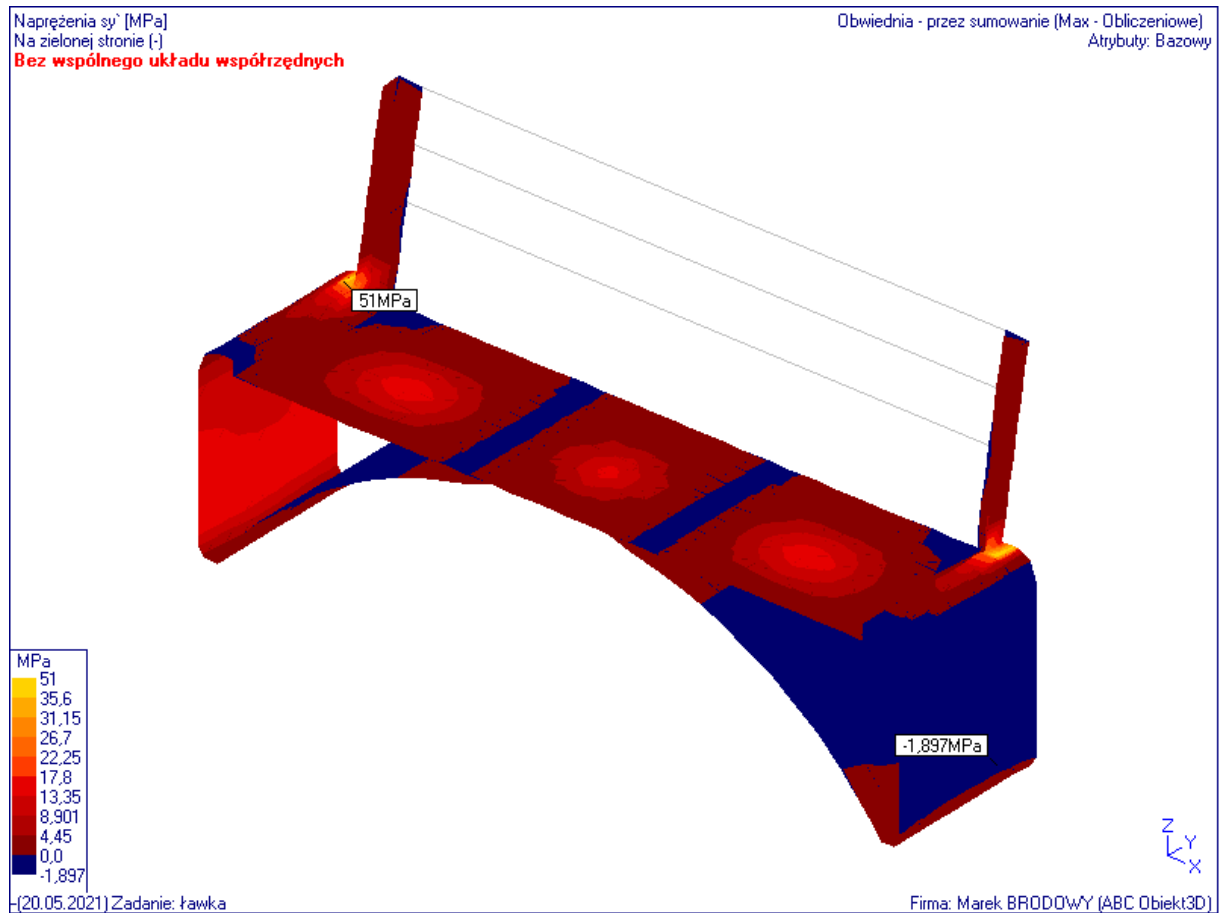 Naprężenia sy` [MPa]
Na zielonej stronie (-)
Bez wspólnego układu współrzędnych
Obwiednia - przez sumowanie (Max - Obliczeniowe)
Atrybuty: Bazowy
51MPa
-1,897MPa
MPa
51
35,6
31,15
26,7
22,25
17,8
13,35
8,901
4,45
0,0
-1,897
Z
Y
X
-(20.05.2021) Zadanie: ławka
Firma: Marek BRODOWY (ABC Obiekt3D)